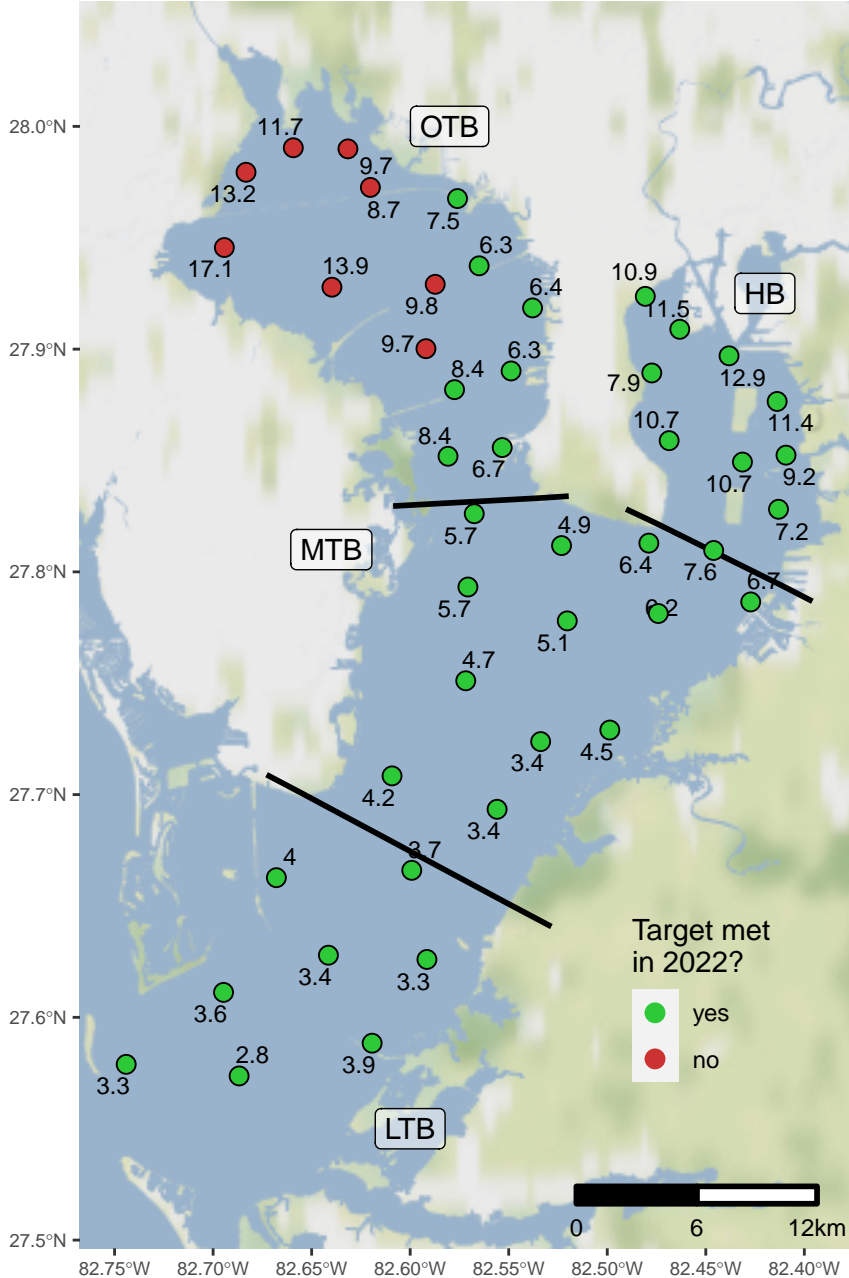 28.0°N
11.7
OTB
9.7
13.2
8.7
7.5
17.1
13.9
6.3
9.8
6.4
10.9
HB
11.5
27.9°N
9.7
6.3
12.9
8.4
7.9
11.4
10.7
8.4
6.7
10.7
9.2
MTB
5.7
4.9
6.4
7.6
7.2
27.8°N
5.7
5.1
6.2
6.7
4.7
3.4
4.5
27.7°N
4.2
3.4
4
3.7
3.4
3.3
Target met
in 2022?
yes
no
27.6°N
3.6
3.3
2.8
3.9
LTB
0 6 12km
27.5°N
82.75°W 82.70°W 82.65°W 82.60°W 82.55°W 82.50°W 82.45°W 82.40°W